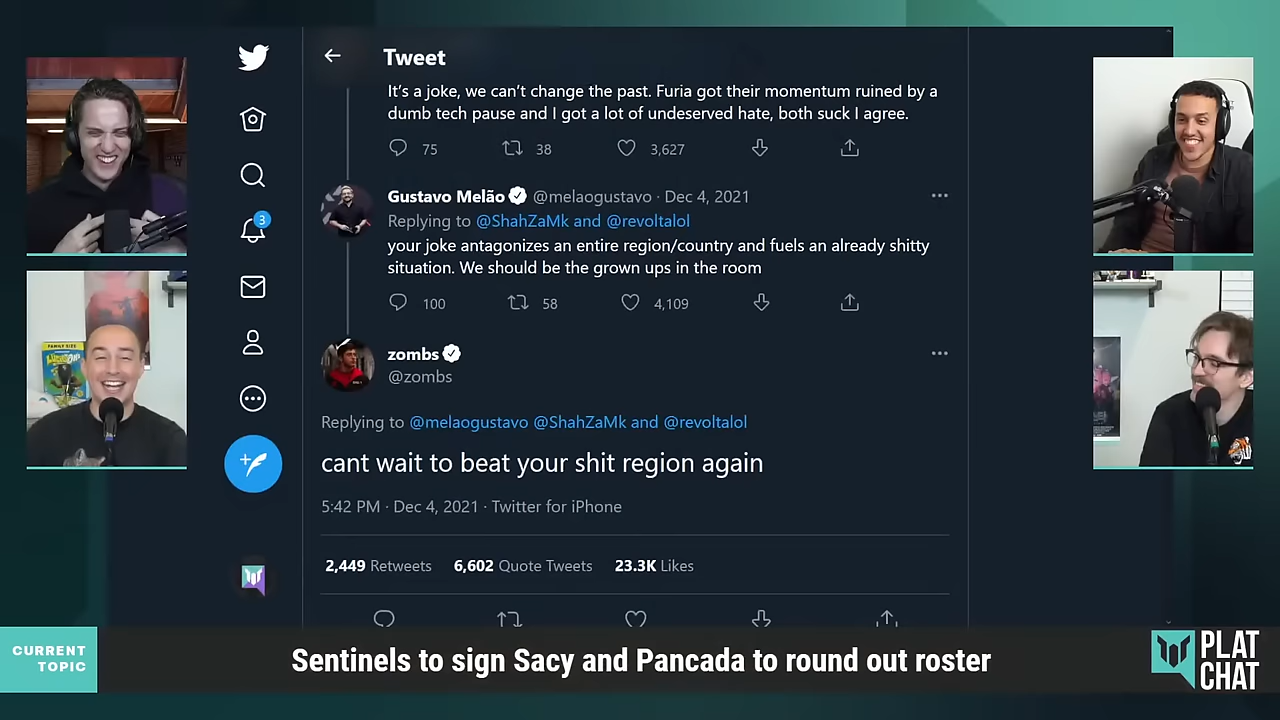 Tweet
It's a joke, we can't change the past. Furia got their momentum ruined by a
dumb tech pause and I got a lot of undeserved hate, both suck I agree.
75 38 3,627
Gustavo Melão @melaogustavo · Dec 4, 2021
Replying to @ShahZaMk and @revoltalol
your joke antagonizes an entire region/country and fuels an already shitty
situation. We should be the grown ups in the room
100 58 4,109
3
zombs
@zombs
Replying to @melaogustavo @ShahZaMk and @revoltalol
cant wait to beat your shit region again
5:42 PM · Dec 4, 2021 · Twitter for iPhone
2,449 Retweets 6,602 Quote Tweets 23.3K Likes
CURRENT
TOPIC
Sentinels to sign Sacy and Pancada to round out roster
PLAT
CHAT